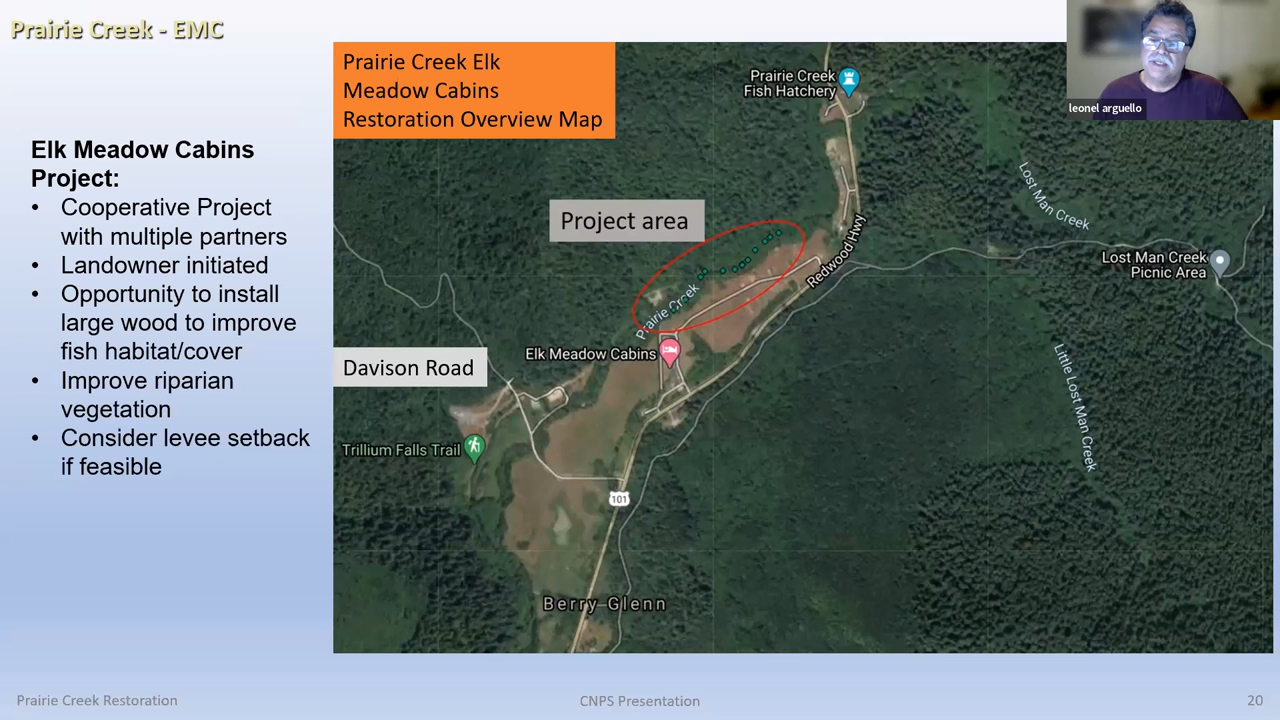 Prairie Creek - EMC
leonel arguello
Prairie Creek Elk
Meadow Cabins
Restoration Overview Map
Elk Meadow Cabins
Project:
• Cooperative Project
with multiple partners
• Landowner initiated
• Opportunity to install
large wood to improve
fish habitat/cover
• Improve riparian
vegetation
• Consider levee setback
if feasible
Prairie Creek
Fish Hatchery
Lost Man Creek
Project area
Redwood Hwy
Lost Man Creek
Picnic Area
Prairie Creek
Elk Meadow Cabins
Davison Road
Little Lost Man Creek
Trillium Falls Trail
101
Berry Glenn
Prairie Creek Restoration
CNPS Presentation
20